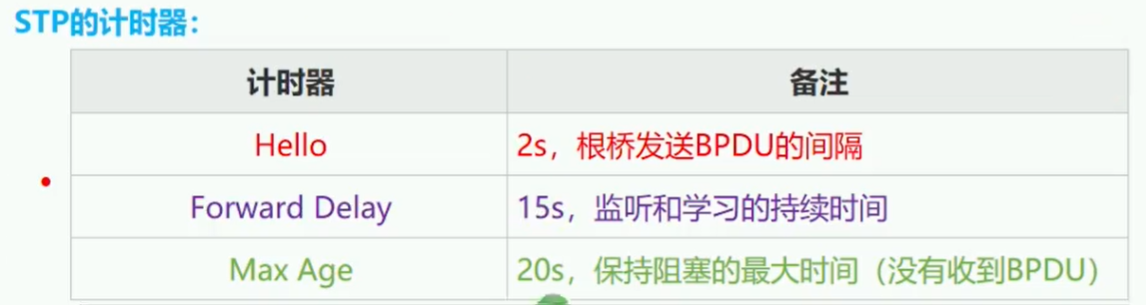 STP的计时器：
计时器 备注
Hello 2s，根桥发送BPDU的间隔
Forward Delay 15s，监听和学习的持续时间
Max Age 20s，保持阻塞的最大时间（没有收到BPDU）